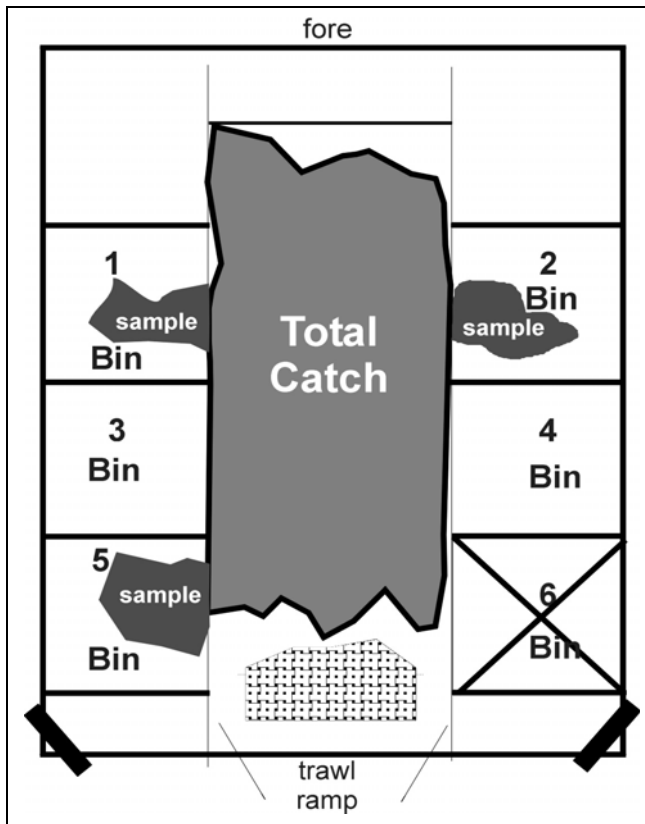 fore
1
sample
Bin
2
Bin
sample
Total
Catch
3
Bin
4
Bin
5
sample
Bin
6
Bin
trawl
ramp